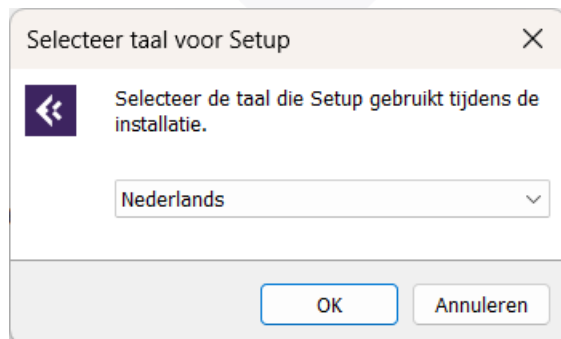 Selecteer taal voor Setup
Selecteer de taal die Setup gebruikt tijdens de
installatie.
Nederlands
OK
Annuleren